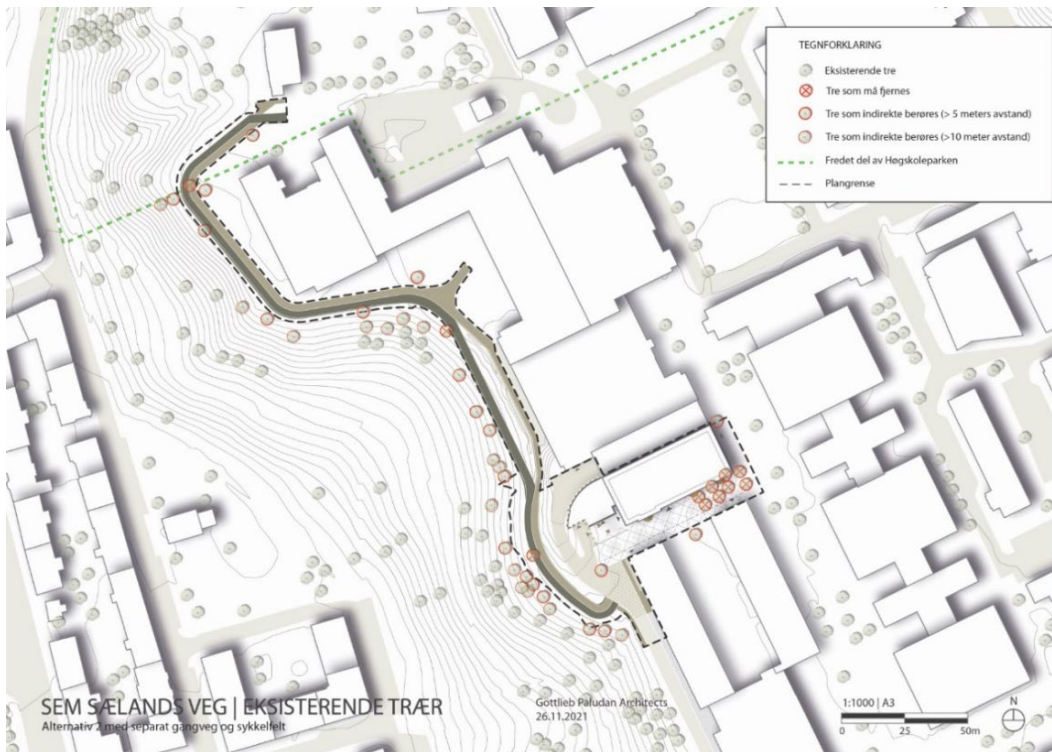 TEGNFORKLARING
Eksisterende tre
Tre som må fjernes
Tre som indirekte berøres (> 5 meters avstand)
Tre som indirekte berøres (>10 meter avstand)
Fredet del av Høgskoleparken
Plangrense
SEM SÆLANDS VEG | EKSISTERENDE TRÆR
Alternativ 2 med separat gangveg og sykkelfelt
Gottlieb Paludan Architects
26.11.2021
1:1000 | A3
0 25 50m
N